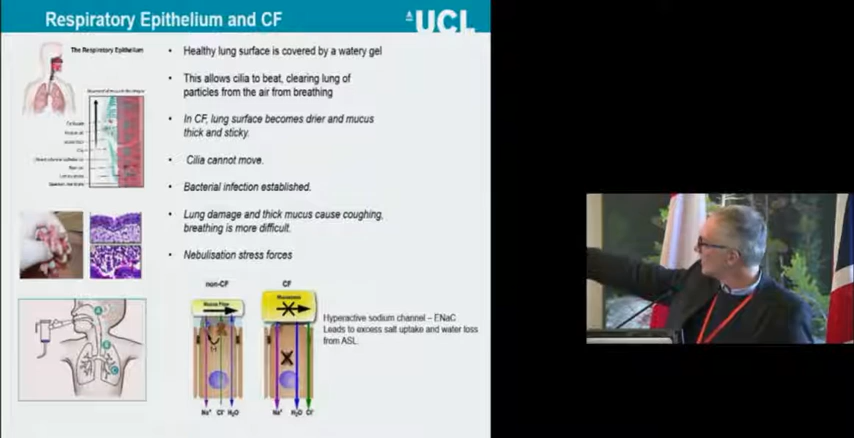 Respiratory Epithelium and CF
UCL
The Respiratory Epithelium
• Healthy lung surface is covered by a watery gel
• This allows cilia to beat, clearing lung of
particles from the air from breathing
• In CF, lung surface becomes drier and mucus
thick and sticky.
• Cilia cannot move.
• Bacterial infection established.
• Lung damage and thick mucus cause coughing,
breathing is more difficult.
• Nebulisation stress forces
non-CF
CF
Mucus Flow
Hyperactive sodium channel – ENaC
Leads to excess salt uptake and water loss
from ASL.
Na⁺ Cl⁻ H₂O
Na⁺ H₂O Cl⁻